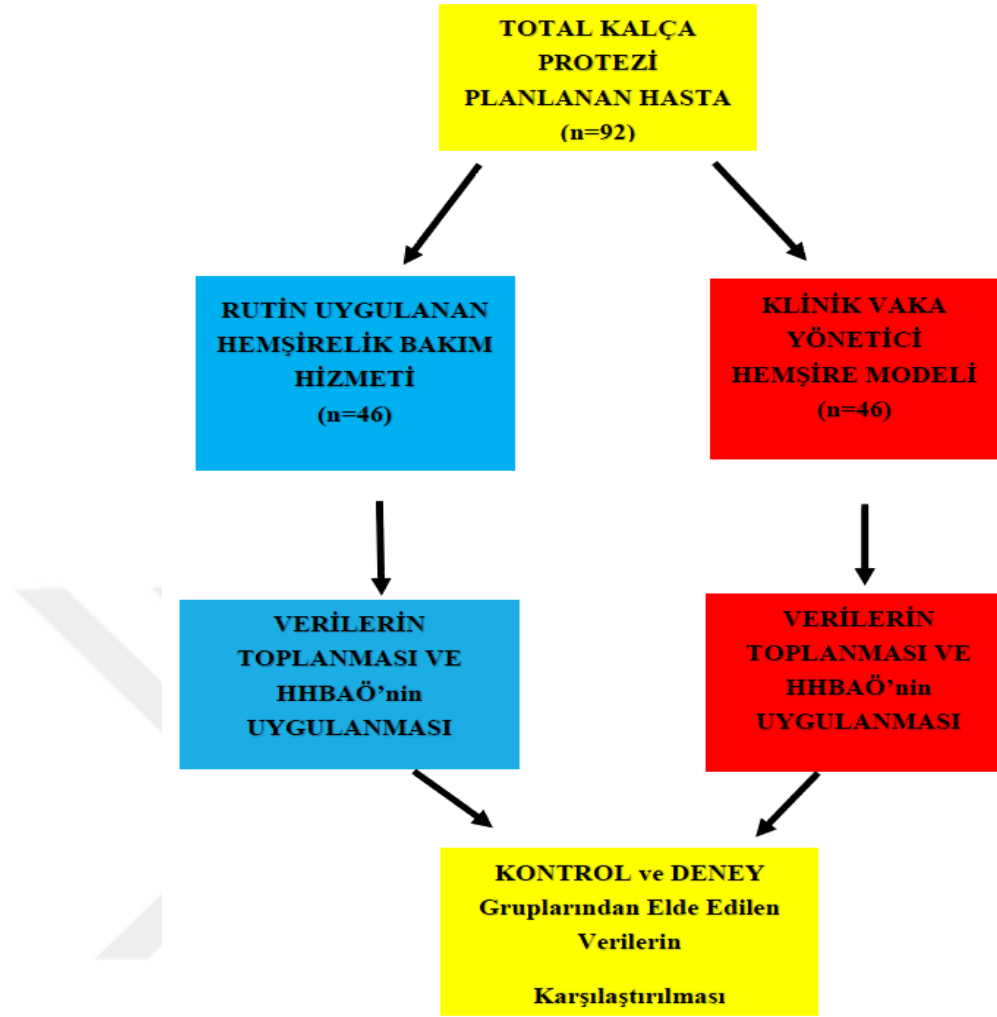 TOTAL KALÇA
PROTEZİ
PLANLANAN HASTA
(n=92)
RUTİN UYGULANAN
HEMŞİRELİK BAKIM
HİZMETİ
(n=46)
KLİNİK VAKA
YÖNETİCİ
HEMŞİRE MODELİ
(n=46)
VERİLERİN
TOPLANMASI VE
HHBAÖ’nin
UYGULANMASI
VERİLERİN
TOPLANMASI VE
HHBAÖ’nin
UYGULANMASI
KONTROL ve DENEY
Gruplarından Elde Edilen
Verilerin
Karşılaştırılması